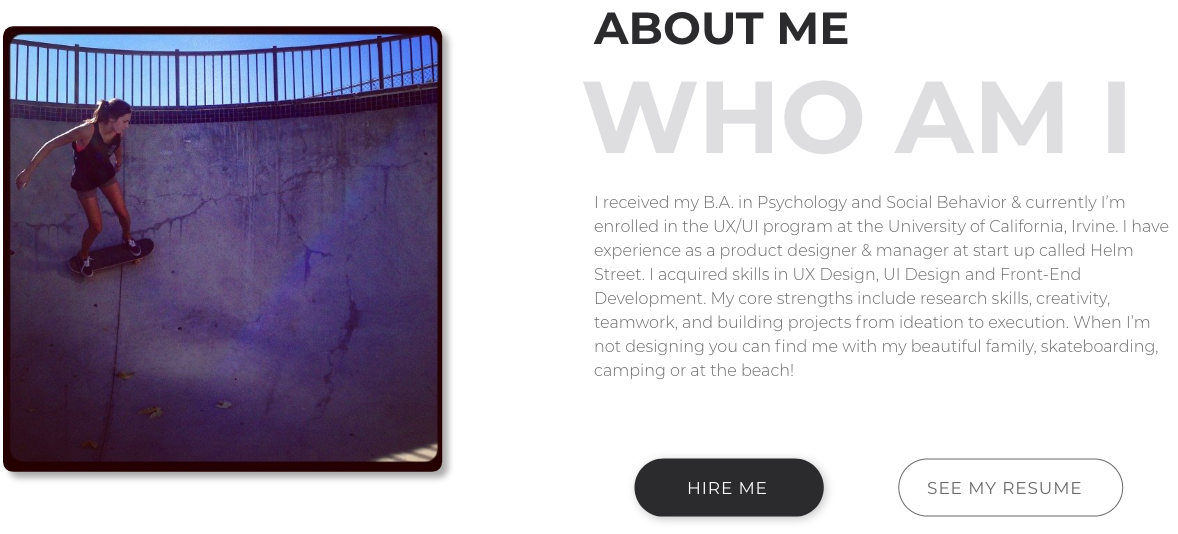 ABOUT ME
WHO AM I
I received my B.A. in Psychology and Social Behavior & currently I'm
enrolled in the UX/UI program at the University of California, Irvine. I have
experience as a product designer & manager at start up called Helm
Street. I acquired skills in UX Design, UI Design and Front-End
Development. My core strengths include research skills, creativity,
teamwork, and building projects from ideation to execution. When I'm
not designing you can find me with my beautiful family, skateboarding,
camping or at the beach!
HIRE ME
SEE MY RESUME